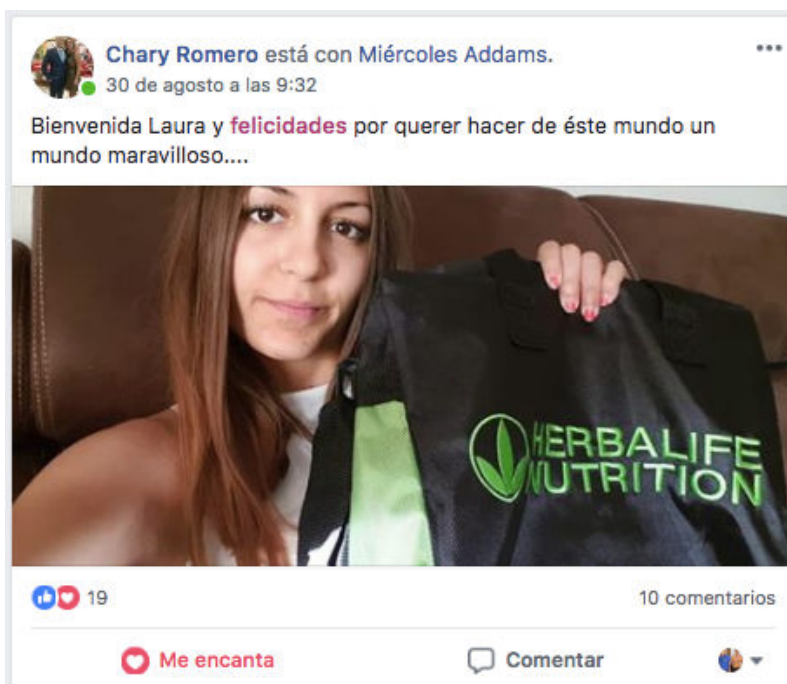 Chary Romero está con Miércoles Addams.
30 de agosto a las 9:32
Bienvenida Laura y felicidades por querer hacer de éste mundo un
mundo maravilloso....
HERBALIFE
NUTRITION
19
10 comentarios
Me encanta
Comentar